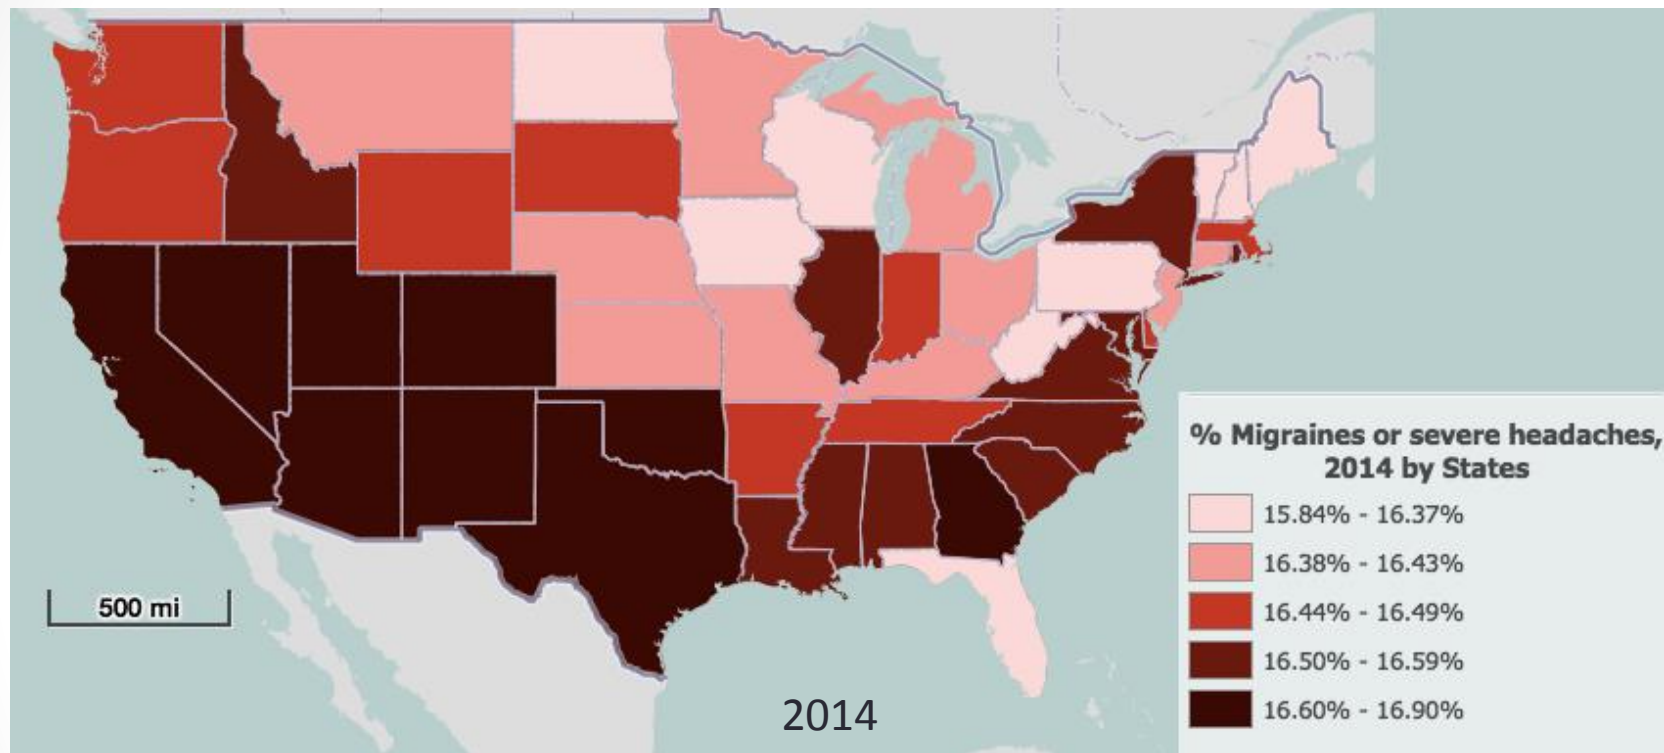 % Migraines or severe headaches,
2014 by States
15.84% - 16.37%
16.38% - 16.43%
16.44% - 16.49%
16.50% - 16.59%
16.60% - 16.90%
500 mi
2014